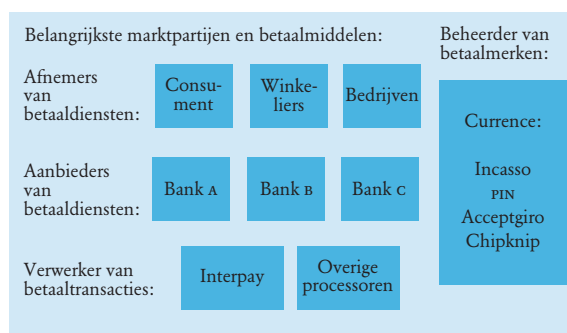 Belangrijkste marktpartijen en betaalmiddelen:
Afnemers
van
betaaldiensten:
Consu-
ment
Winke-
liers
Bedrijven
Aanbieders
van
betaaldiensten:
Bank A
Bank B
Bank C
Verwerker van
betaaltransacties:
Interpay
Overige
processoren
Beheerder van
betaalmerken:
Currence:
Incasso
PIN
Acceptgiro
Chipknip